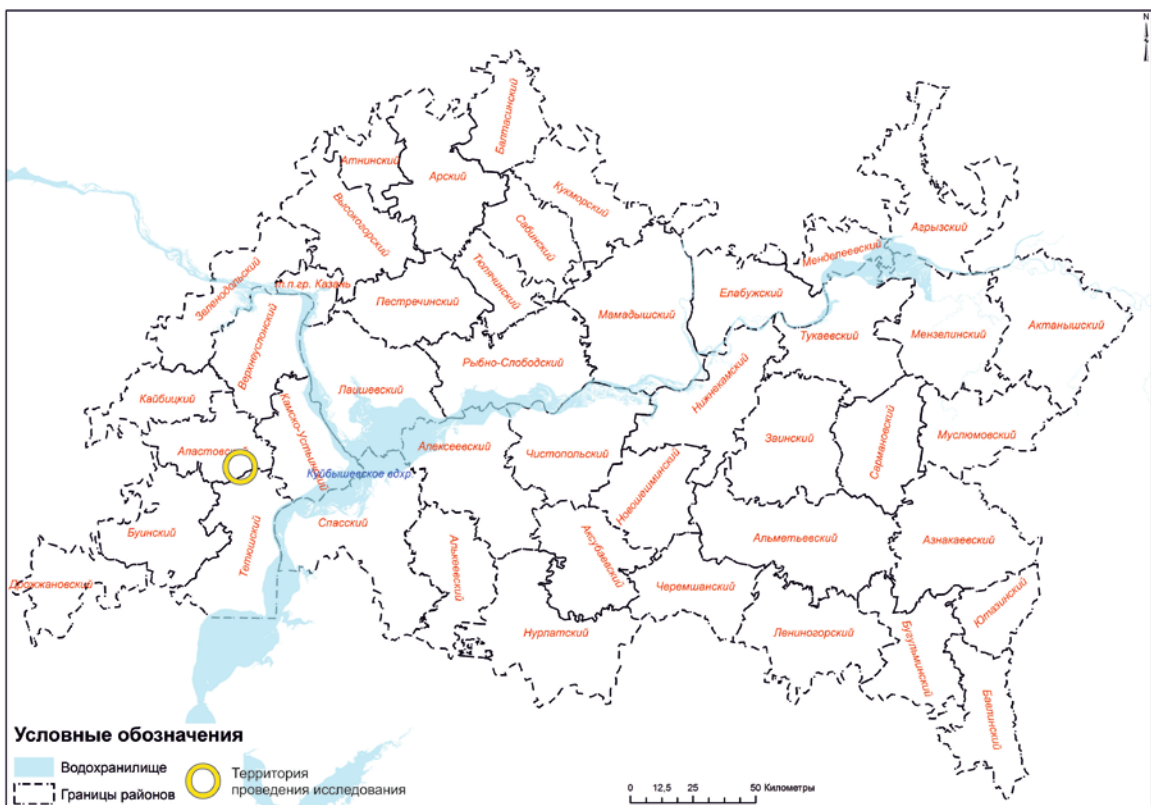 N
Балтасинский
Атнинский
Арский
Кукморский
Высокогорский
Сабинский
Агрызский
Менделеевский
Тюлячинский
Зеленодольский
т.п.гр. Казань
Елабужский
Пестречинский
Мамадышский
Актанышский
Мензелинский
Тукаевский
Верхнеуслонский
Рыбно-Слободский
Нижнекамский
Лаишевский
Кайбицкий
Камско-Устьинский
Заинский
Сармановский
Муслюмовский
Алексеевский
Чистопольский
Апастовский
Куйбышевское вдхр.
Новошешминский
Спасский
Буинский
Тетюшский
Алькеевский
Аксубаевский
Альметьевский
Азнакаевский
Дрожжановский
Черемшанский
Ютазинский
Нурлатский
Лениногорский
Бугульминский
Бавлинский
Условные обозначения
Водохранилище
Границы районов
Территория
проведения исследования
0 12,5 25 50 Километры